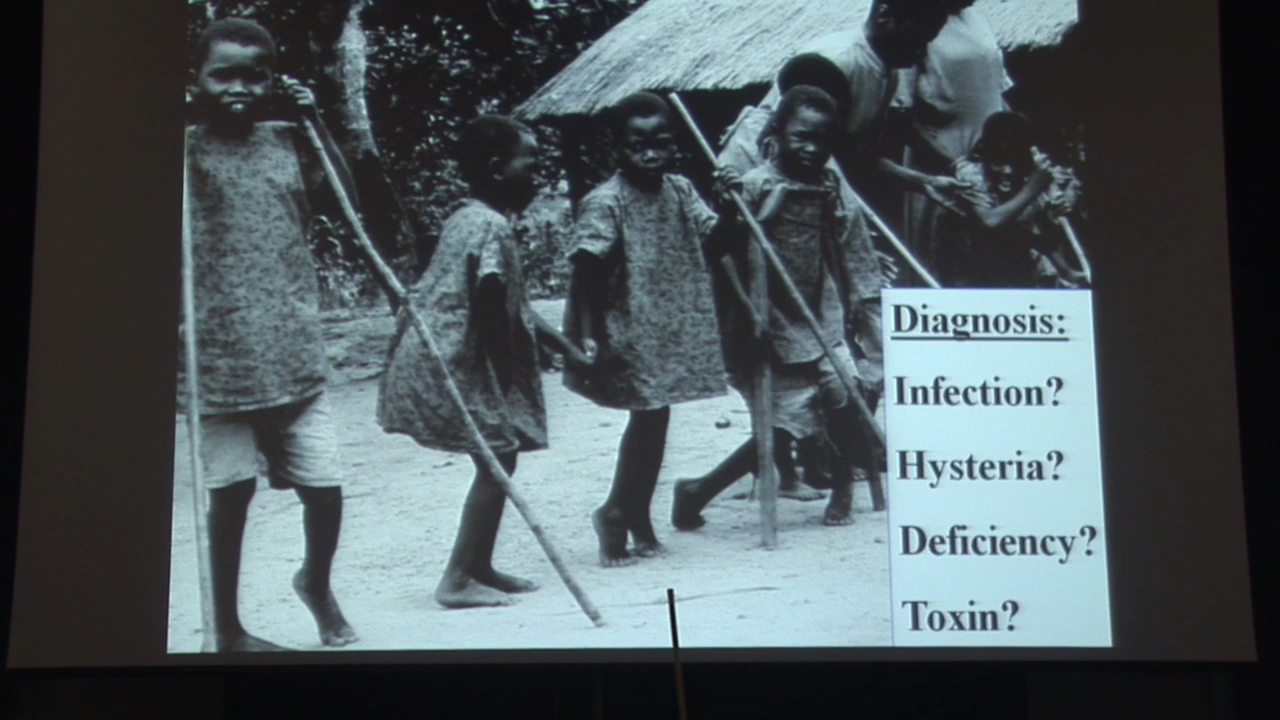 Diagnosis:
Infection?
Hysteria?
Deficiency?
Toxin?